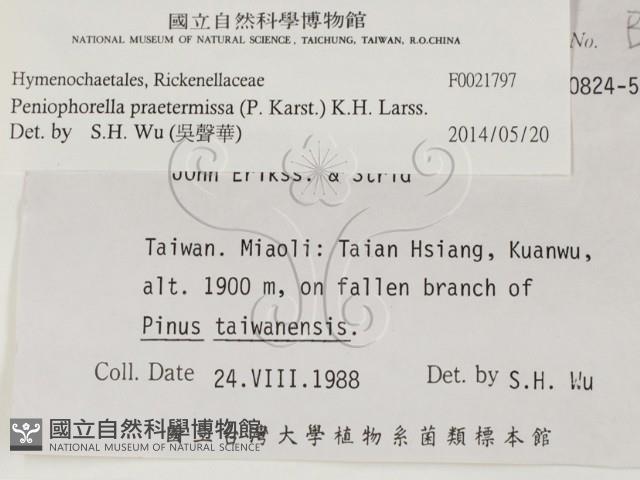 國立自然科學博物館
NATIONAL MUSEUM OF NATURAL SCIENCE, TAICHUNG, TAIWAN, R.O.CHINA
No.
Hymenochaetales, Rickenellaceae F0021797
0824-5
Peniophorella praetermissa (P. Karst.) K.H. Larss.
Det. by S.H. Wu (吳聲華) 2014/05/20
John Erikss. & Strid
Taiwan. Miaoli: Taian Hsiang, Kuanwu,
alt. 1900 m, on fallen branch of
Pinus taiwanensis.
Coll. Date 24.VIII.1988 Det. by S.H. Wu
國立台灣大學植物系菌類標本館
國立自然科學博物館
NATIONAL MUSEUM OF NATURAL SCIENCE